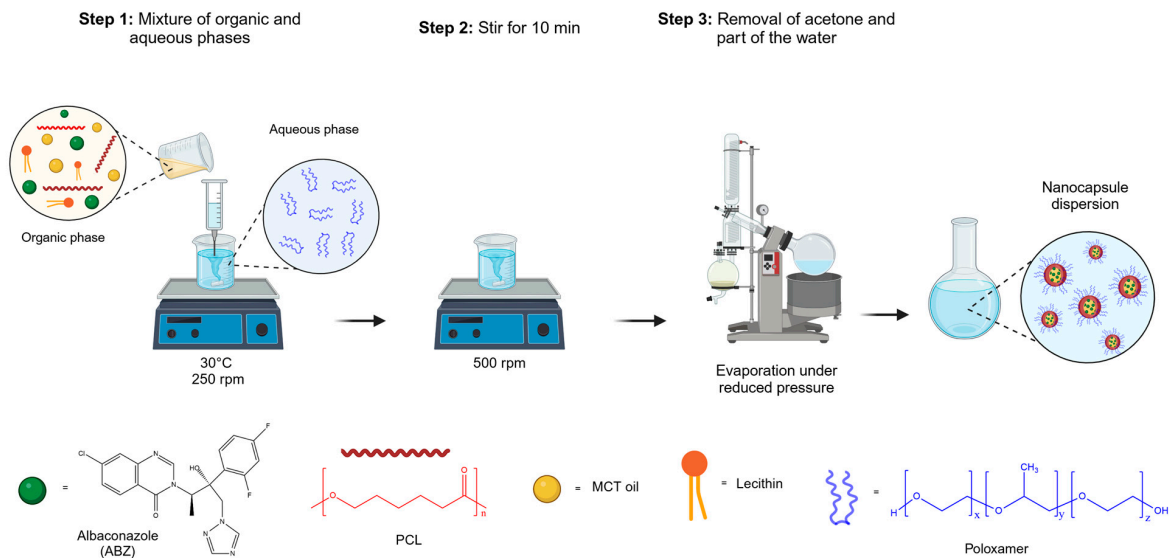 Step 1: Mixture of organic and
aqueous phases
Step 2: Stir for 10 min
Step 3: Removal of acetone and
part of the water
Organic phase
Aqueous phase
30°C
250 rpm
500 rpm
Evaporation under
reduced pressure
Nanocapsule
dispersion
=
Cl
N
N
O
HO
F
F
N
N
N
Albaconazole
(ABZ)
O
O
n
PCL
= MCT oil
= Lecithin
=
H
O
x
O
CH3
y
O
z
OH
Poloxamer